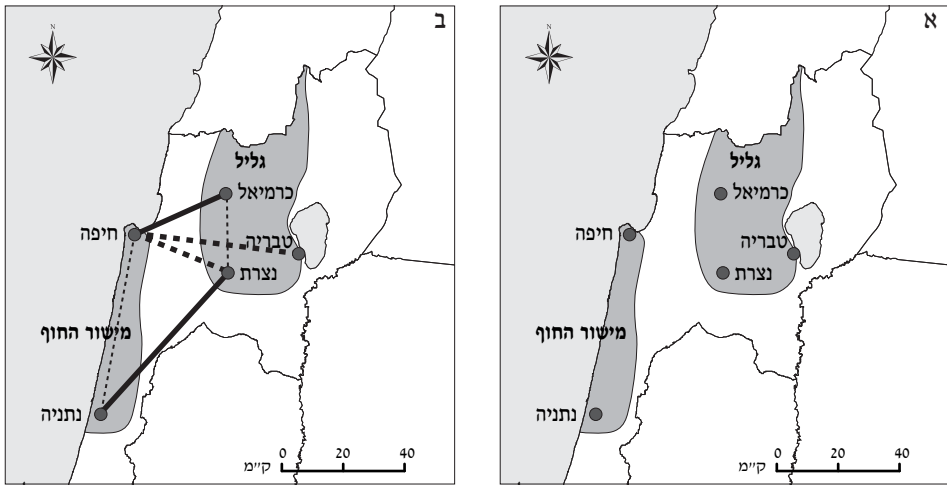 א
גליל
כרמיאל
חיפה
טבריה
נצרת
מישור החוף
נתניה
0 20 40
ק״מ
N
ב
גליל
כרמיאל
חיפה
טבריה
נצרת
מישור החוף
נתניה
0 20 40
ק״מ
N